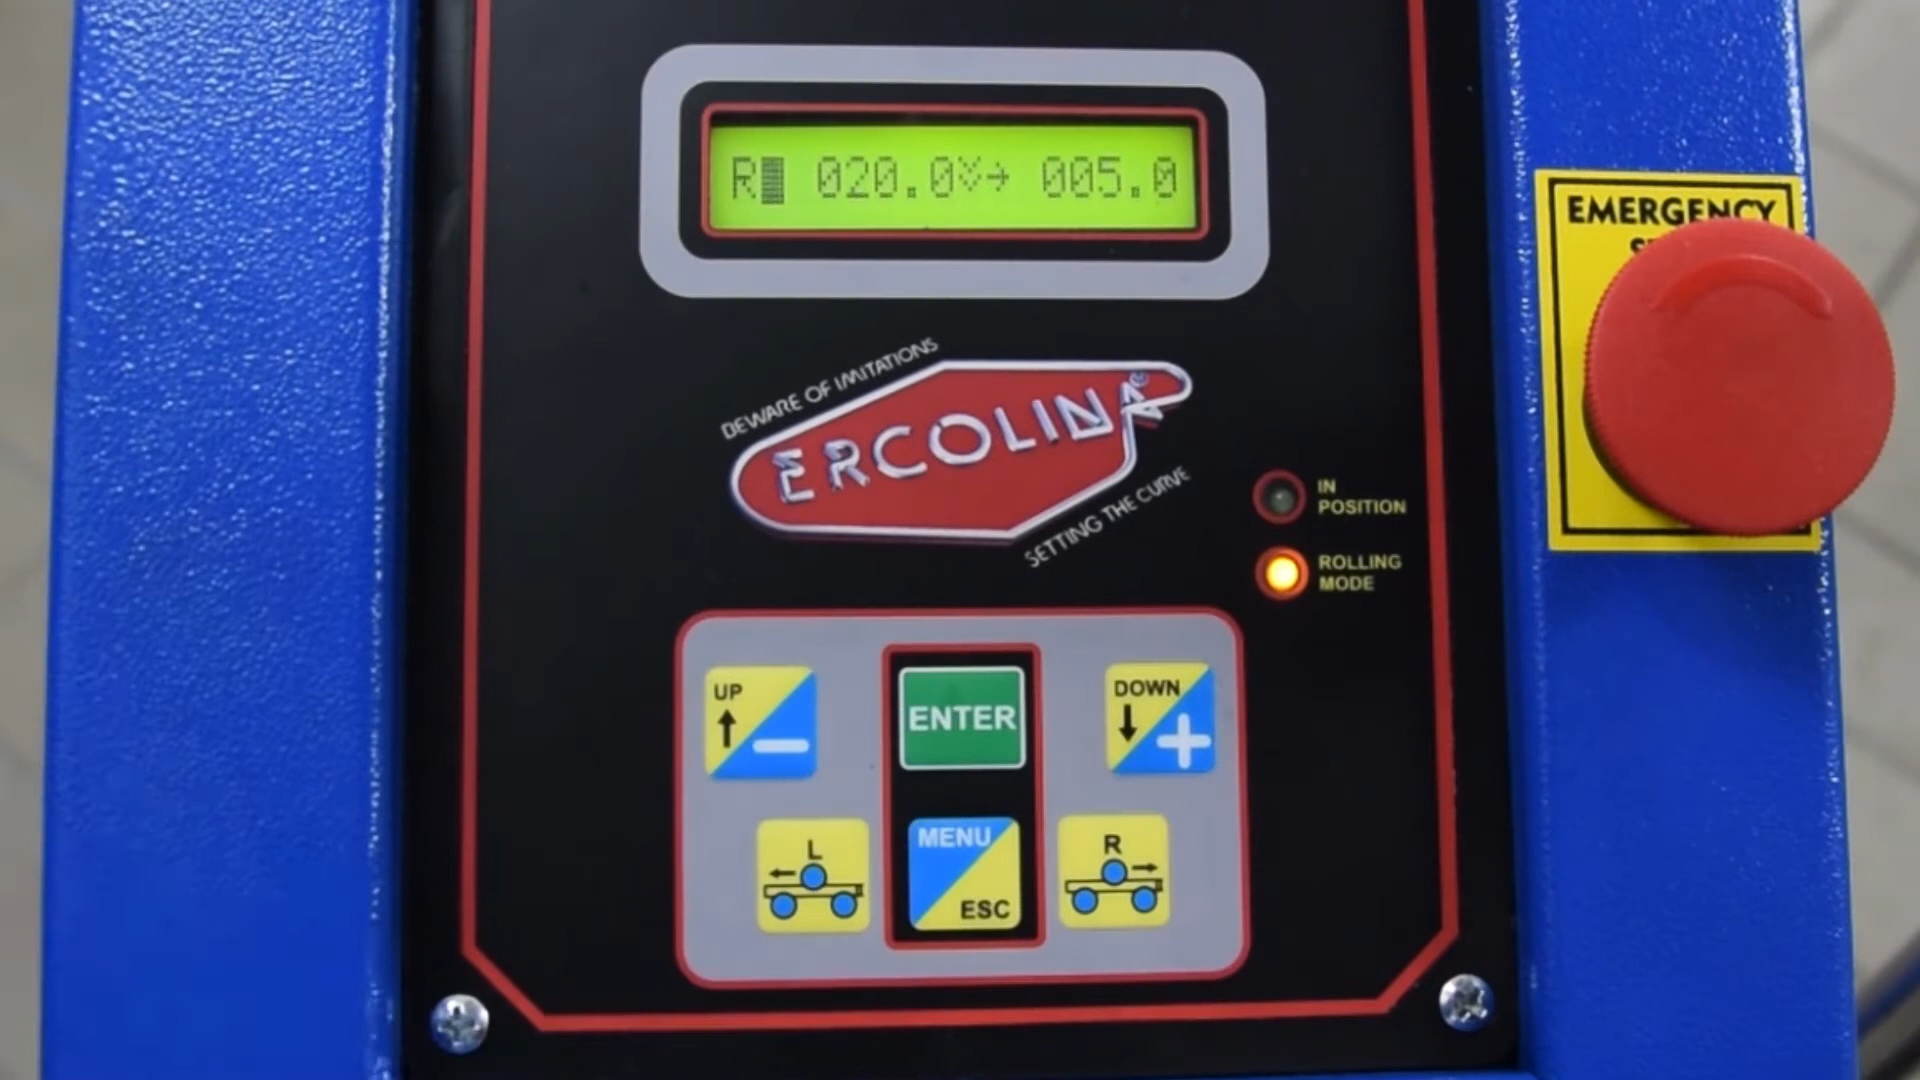 R 020.0 → 005.0
EMERGENCY
BEWARE OF IMITATIONS
ERCOLINA®
SETTING THE CURVE
IN
POSITION
ROLLING
MODE
UP
ENTER
DOWN
L
MENU
ESC
R